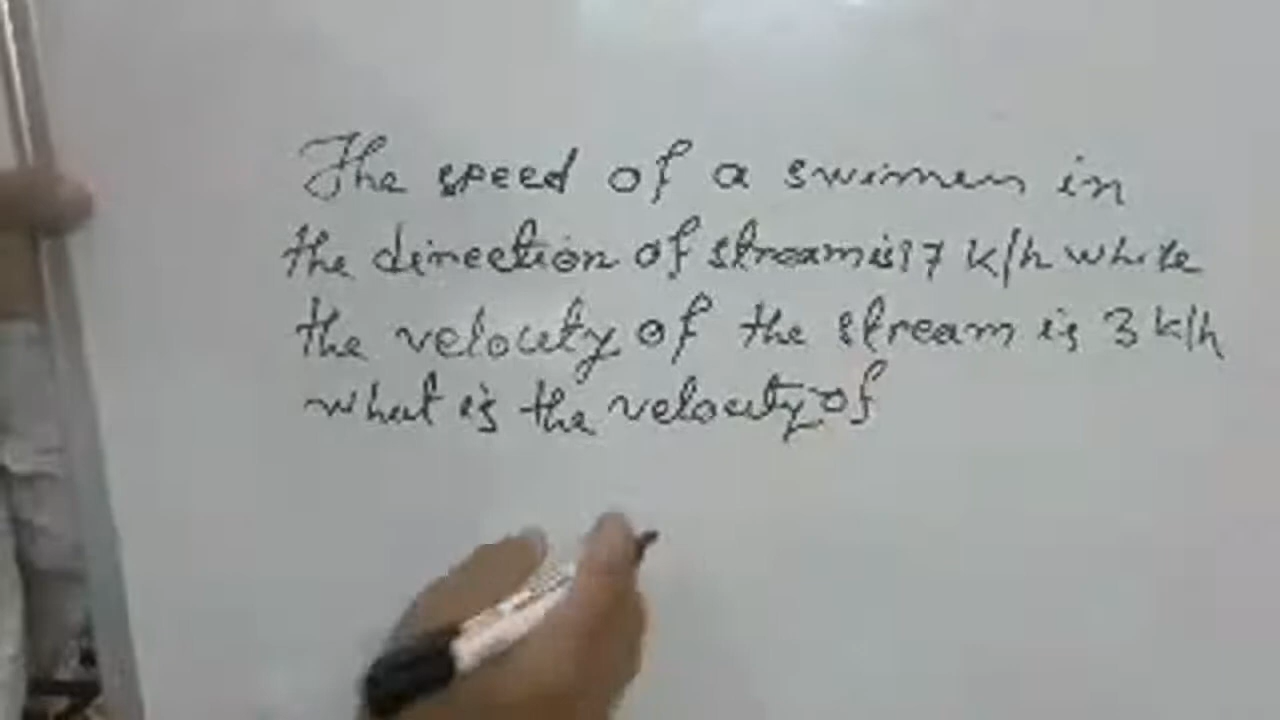 The speed of a swimmer in
the direction of stream is 17 k/h while
the velocity of the stream is 3 k/h
what is the velocity of